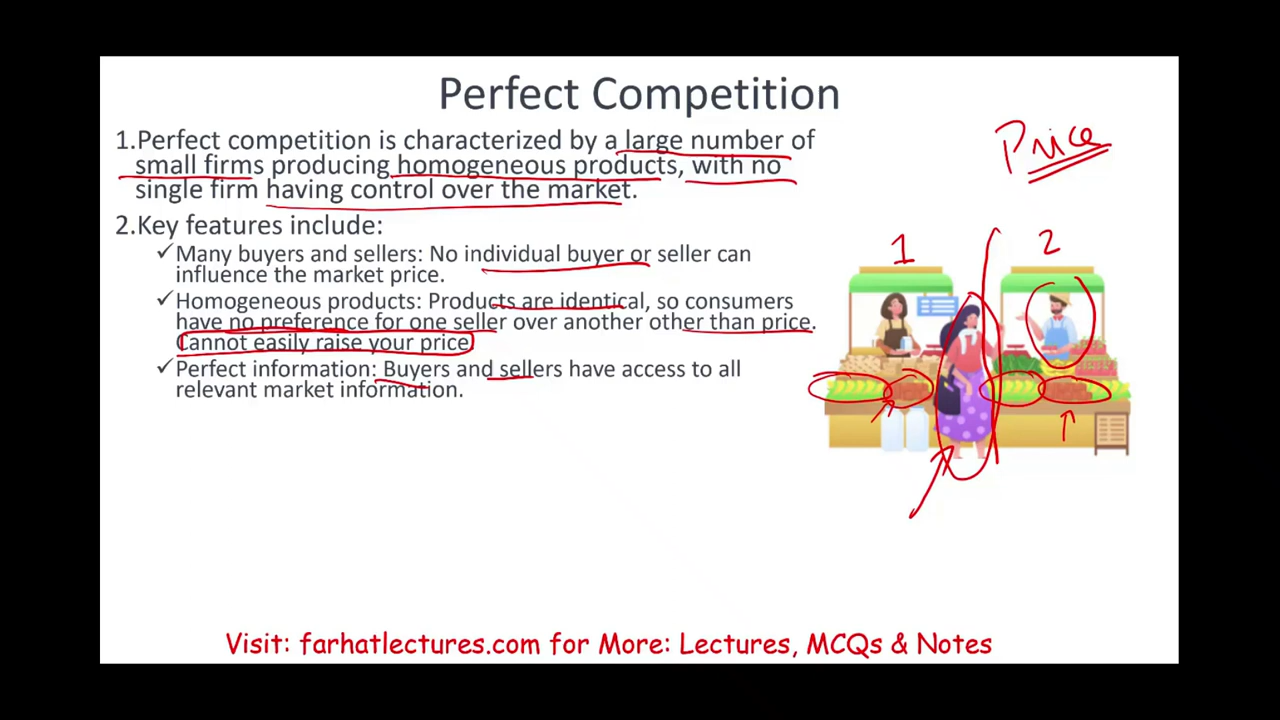 Perfect Competition
1.Perfect competition is characterized by a large number of
small firms producing homogeneous products, with no
single firm having control over the market.
2.Key features include:
✓Many buyers and sellers: No individual buyer or seller can
influence the market price.
✓Homogeneous products: Products are identical, so consumers
have no preference for one seller over another other than price.
Cannot easily raise your price
✓Perfect information: Buyers and sellers have access to all
relevant market information.
Price
1
2
Visit: farhatlectures.com for More: Lectures, MCQs & Notes